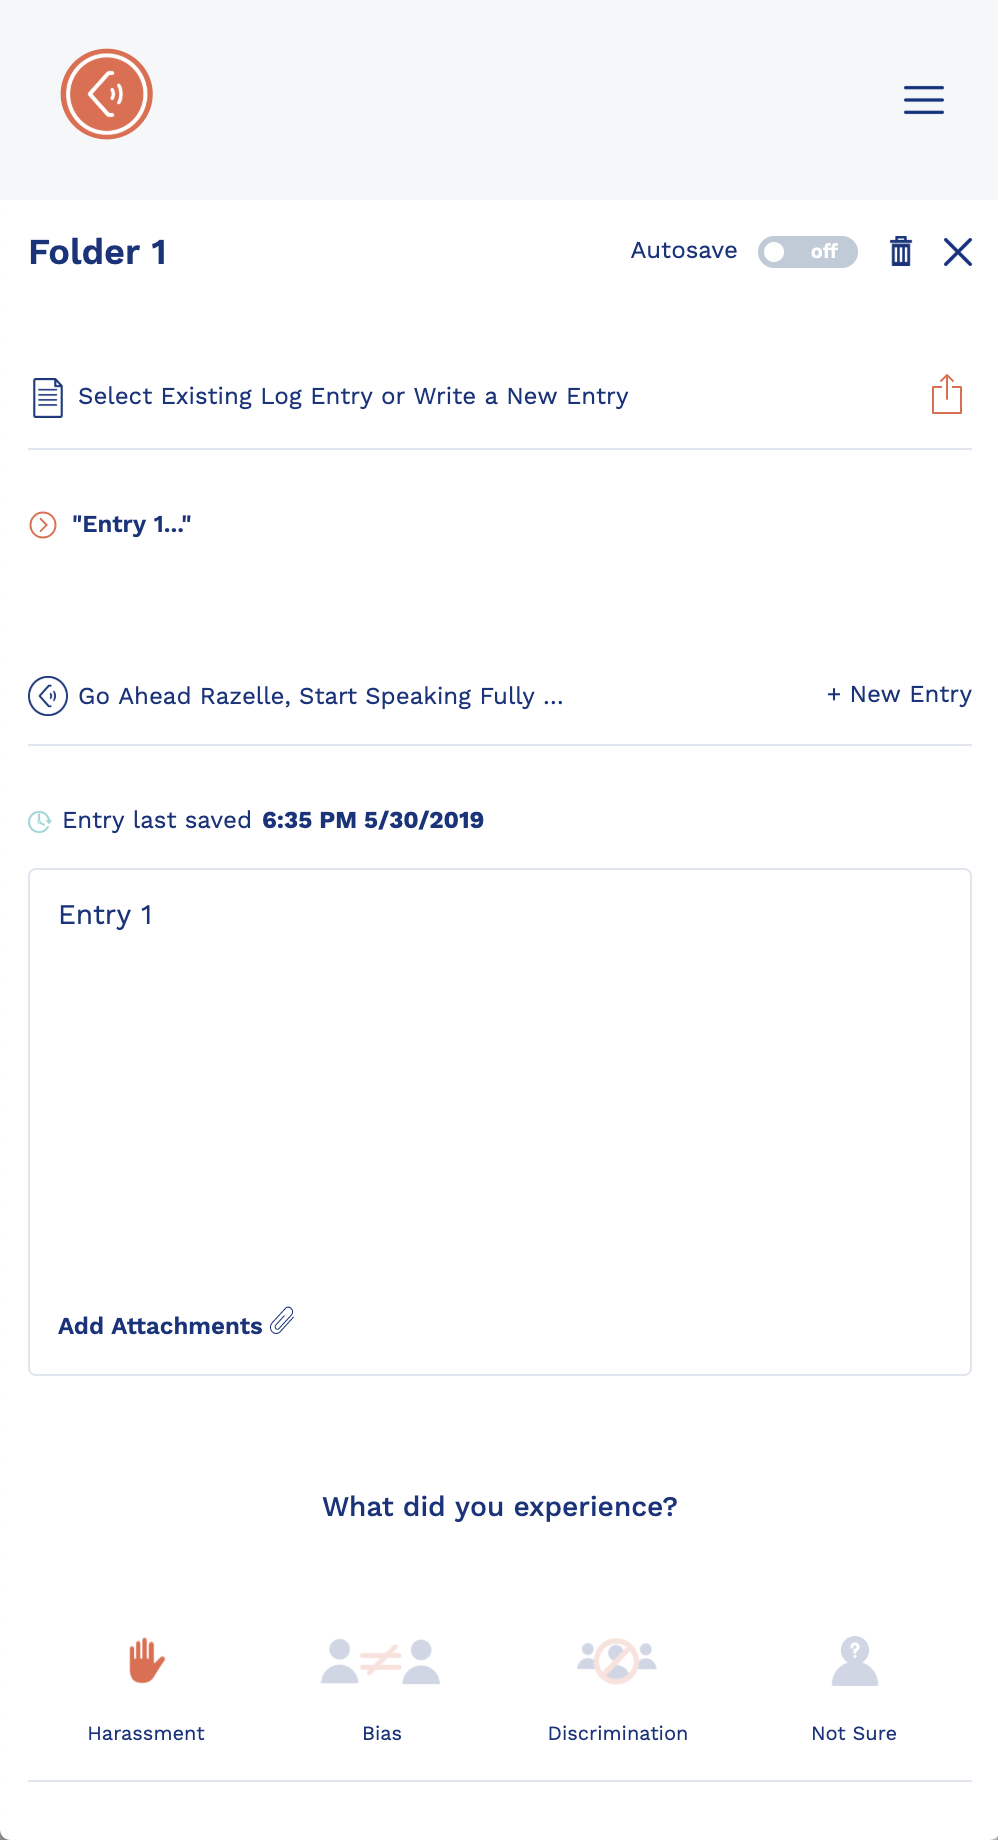 Folder 1
Autosave off
Select Existing Log Entry or Write a New Entry
"Entry 1..."
Go Ahead Razelle, Start Speaking Fully ...
+ New Entry
Entry last saved 6:35 PM 5/30/2019
Entry 1
Add Attachments
What did you experience?
?
Harassment Bias Discrimination Not Sure